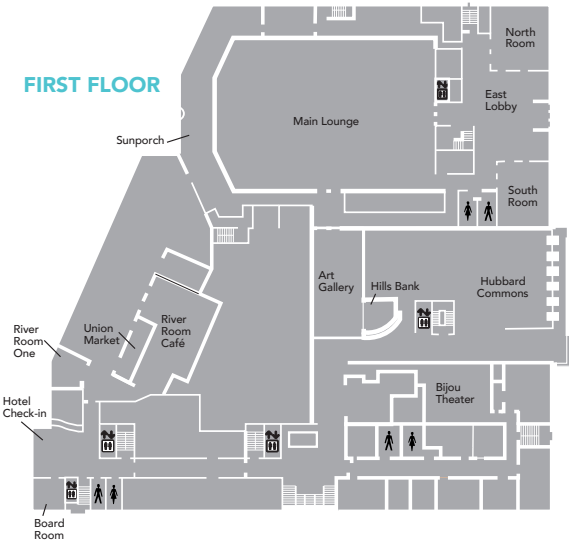 FIRST FLOOR
North
Room
East
Lobby
Main Lounge
Sunporch
South
Room
Art
Gallery
Hills Bank
Hubbard
Commons
River
Room
Café
Union
Market
River
Room One
Bijou
Theater
Hotel
Check-in
Board
Room